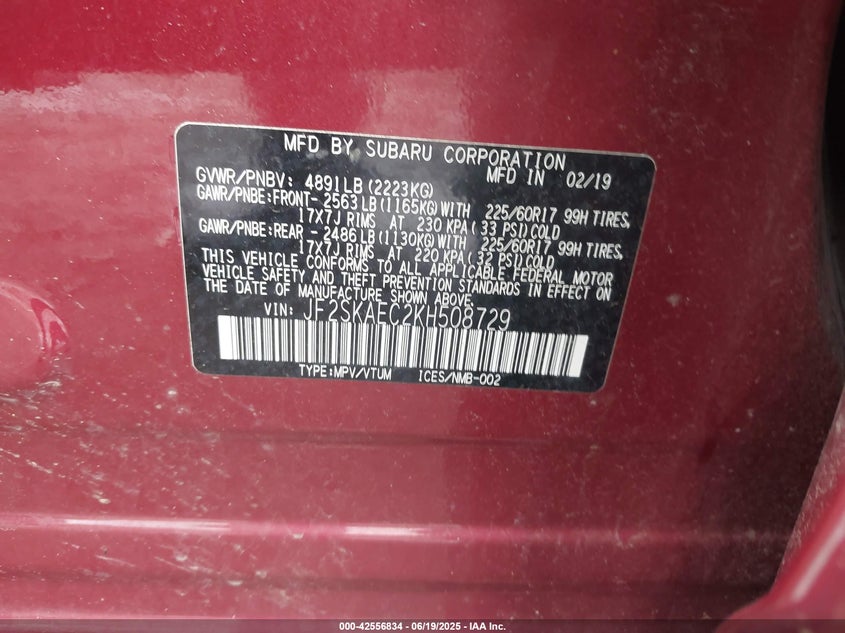 MFD BY SUBARU CORPORATION
MFD IN 02/19
GVWR/PNBV: 4891LB(2223KG)
GAWR/PNBE:FRONT- 2563LB(1165KG)WITH 225/60R17 99H TIRES,
17X7J RIMS AT 230 KPA(33 PSI)COLD
GAWR/PNBE:REAR - 2486LB(1130KG)WITH 225/60R17 99H TIRES,
17X7J RIMS AT 220 KPA(32 PSI)COLD
THIS VEHICLE CONFORMS TO ALL APPLICABLE FEDERAL MOTOR
VEHICLE SAFETY AND THEFT PREVENTION STANDARDS IN EFFECT ON
THE DATE OF MANUFACTURE SHOWN ABOVE.
VIN: JF2SKAEC2KH508729
TYPE:MPV/VTUM ICES/NMB-002
000-42556834 - 06/19/2025 - IAA Inc.